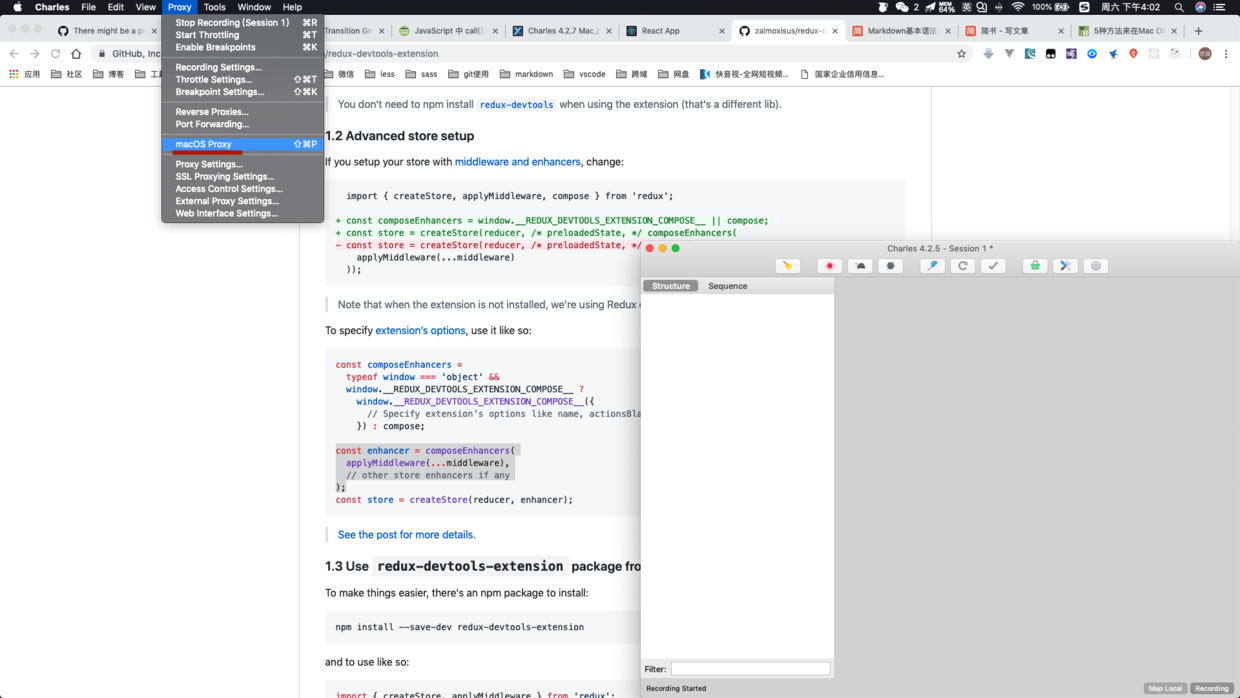 Charles File Edit View Proxy Tools Window Help
2 MEM 64% 英 100% 周六 下午4:02
There might be a pr
Transition Gr
JavaScript 中 call()、
Charles 4.2.7 Mac上
React App
zalmoxisus/redux-d
Markdown基本语法
简书 - 写文章
5种方法来在Mac OS
GitHub, Inc
/redux-devtools-extension
应用 社区 博客 微信 less sass git使用 markdown vscode 跨域 网盘 快音视-全网短视频... 国家企业信用信息...
Stop Recording (Session 1) ⌘R
Start Throttling ⌘T
Enable Breakpoints ⌘K
Recording Settings...
Throttle Settings... ⇧⌘T
Breakpoint Settings... ⇧⌘K
Reverse Proxies...
Port Forwarding...
macOS Proxy ⇧⌘P
Proxy Settings...
SSL Proxying Settings...
Access Control Settings...
External Proxy Settings...
Web Interface Settings...
You don't need to npm install redux-devtools when using the extension (that's a different lib).
1.2 Advanced store setup
If you setup your store with middleware and enhancers, change:
import { createStore, applyMiddleware, compose } from 'redux';
+ const composeEnhancers = window.__REDUX_DEVTOOLS_EXTENSION_COMPOSE__ || compose;
+ const store = createStore(reducer, /* preloadedState, */ composeEnhancers(
- const store = createStore(reducer, /* preloadedState, */
applyMiddleware(...middleware)
));
Note that when the extension is not installed, we're using Redux
To specify extension's options, use it like so:
const composeEnhancers =
typeof window === 'object' &&
window.__REDUX_DEVTOOLS_EXTENSION_COMPOSE__ ?
window.__REDUX_DEVTOOLS_EXTENSION_COMPOSE__({
// Specify extension's options like name, actionsBla
}) : compose;
const enhancer = composeEnhancers(
applyMiddleware(...middleware),
// other store enhancers if any
);
const store = createStore(reducer, enhancer);
See the post for more details.
1.3 Use redux-devtools-extension package fro
To make things easier, there's an npm package to install:
npm install --save-dev redux-devtools-extension
and to use like so:
import { createStore, applyMiddleware } from 'redux';
Charles 4.2.5 - Session 1 *
Structure Sequence
Filter:
Recording Started
Map Local Recording